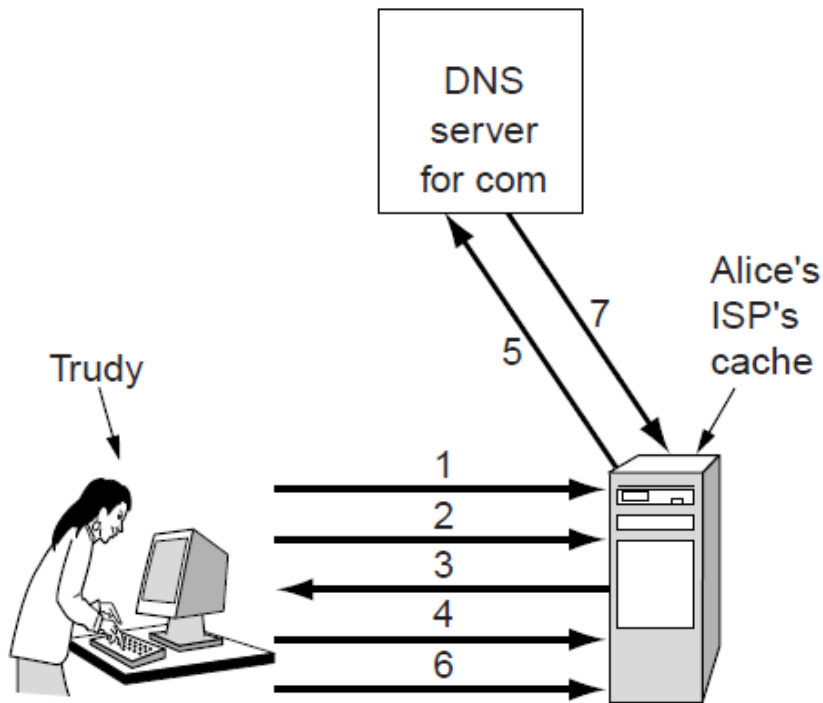 DNS
server
for com
Alice's
ISP's
cache
7
5
Trudy
1
2
3
4
6